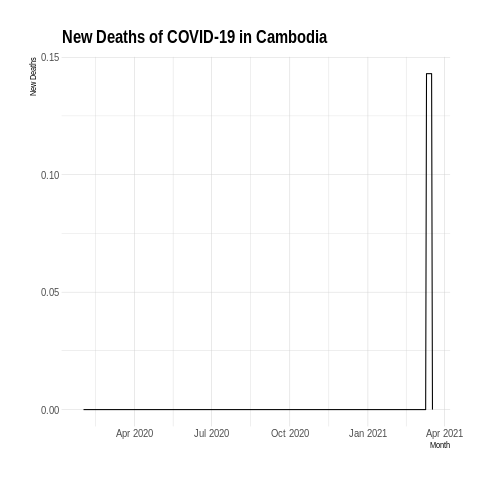 New Deaths of COVID-19 in Cambodia
New Deaths
0.15
0.10
0.05
0.00
Apr 2020 Jul 2020 Oct 2020 Jan 2021 Apr 2021
Month